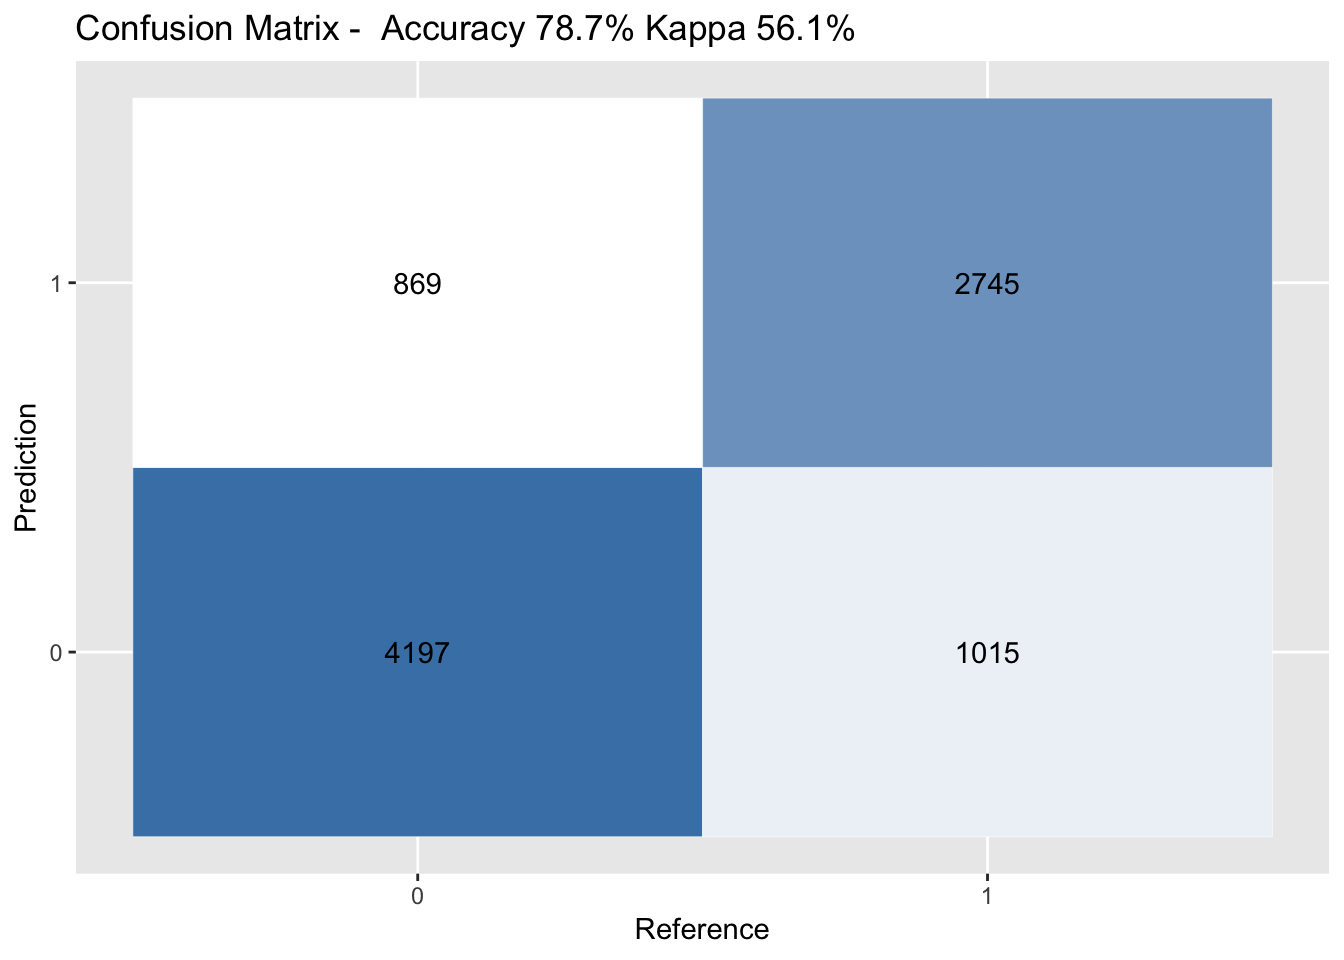 Confusion Matrix -  Accuracy 78.7% Kappa 56.1%
1
869
2745
Prediction
0
4197
1015
0
1
Reference